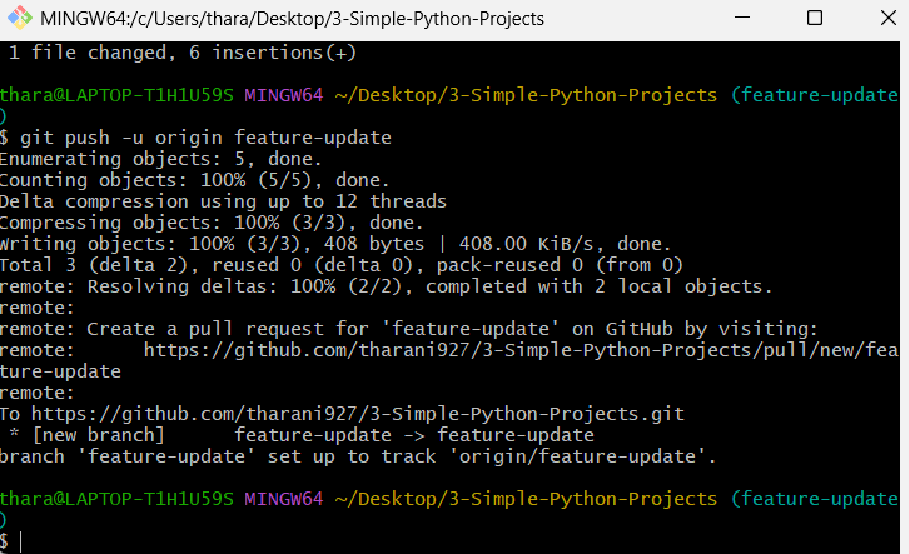 MINGW64:/c/Users/thara/Desktop/3-Simple-Python-Projects
1 file changed, 6 insertions(+)
thara@LAPTOP-T1H1U59S MINGW64 ~/Desktop/3-Simple-Python-Projects (feature-update
)
$ git push -u origin feature-update
Enumerating objects: 5, done.
Counting objects: 100% (5/5), done.
Delta compression using up to 12 threads
Compressing objects: 100% (3/3), done.
Writing objects: 100% (3/3), 408 bytes | 408.00 KiB/s, done.
Total 3 (delta 2), reused 0 (delta 0), pack-reused 0 (from 0)
remote: Resolving deltas: 100% (2/2), completed with 2 local objects.
remote:
remote: Create a pull request for 'feature-update' on GitHub by visiting:
remote:      https://github.com/tharani927/3-Simple-Python-Projects/pull/new/fea
ture-update
remote:
To https://github.com/tharani927/3-Simple-Python-Projects.git
 * [new branch]      feature-update -> feature-update
branch 'feature-update' set up to track 'origin/feature-update'.
thara@LAPTOP-T1H1U59S MINGW64 ~/Desktop/3-Simple-Python-Projects (feature-update
)
$